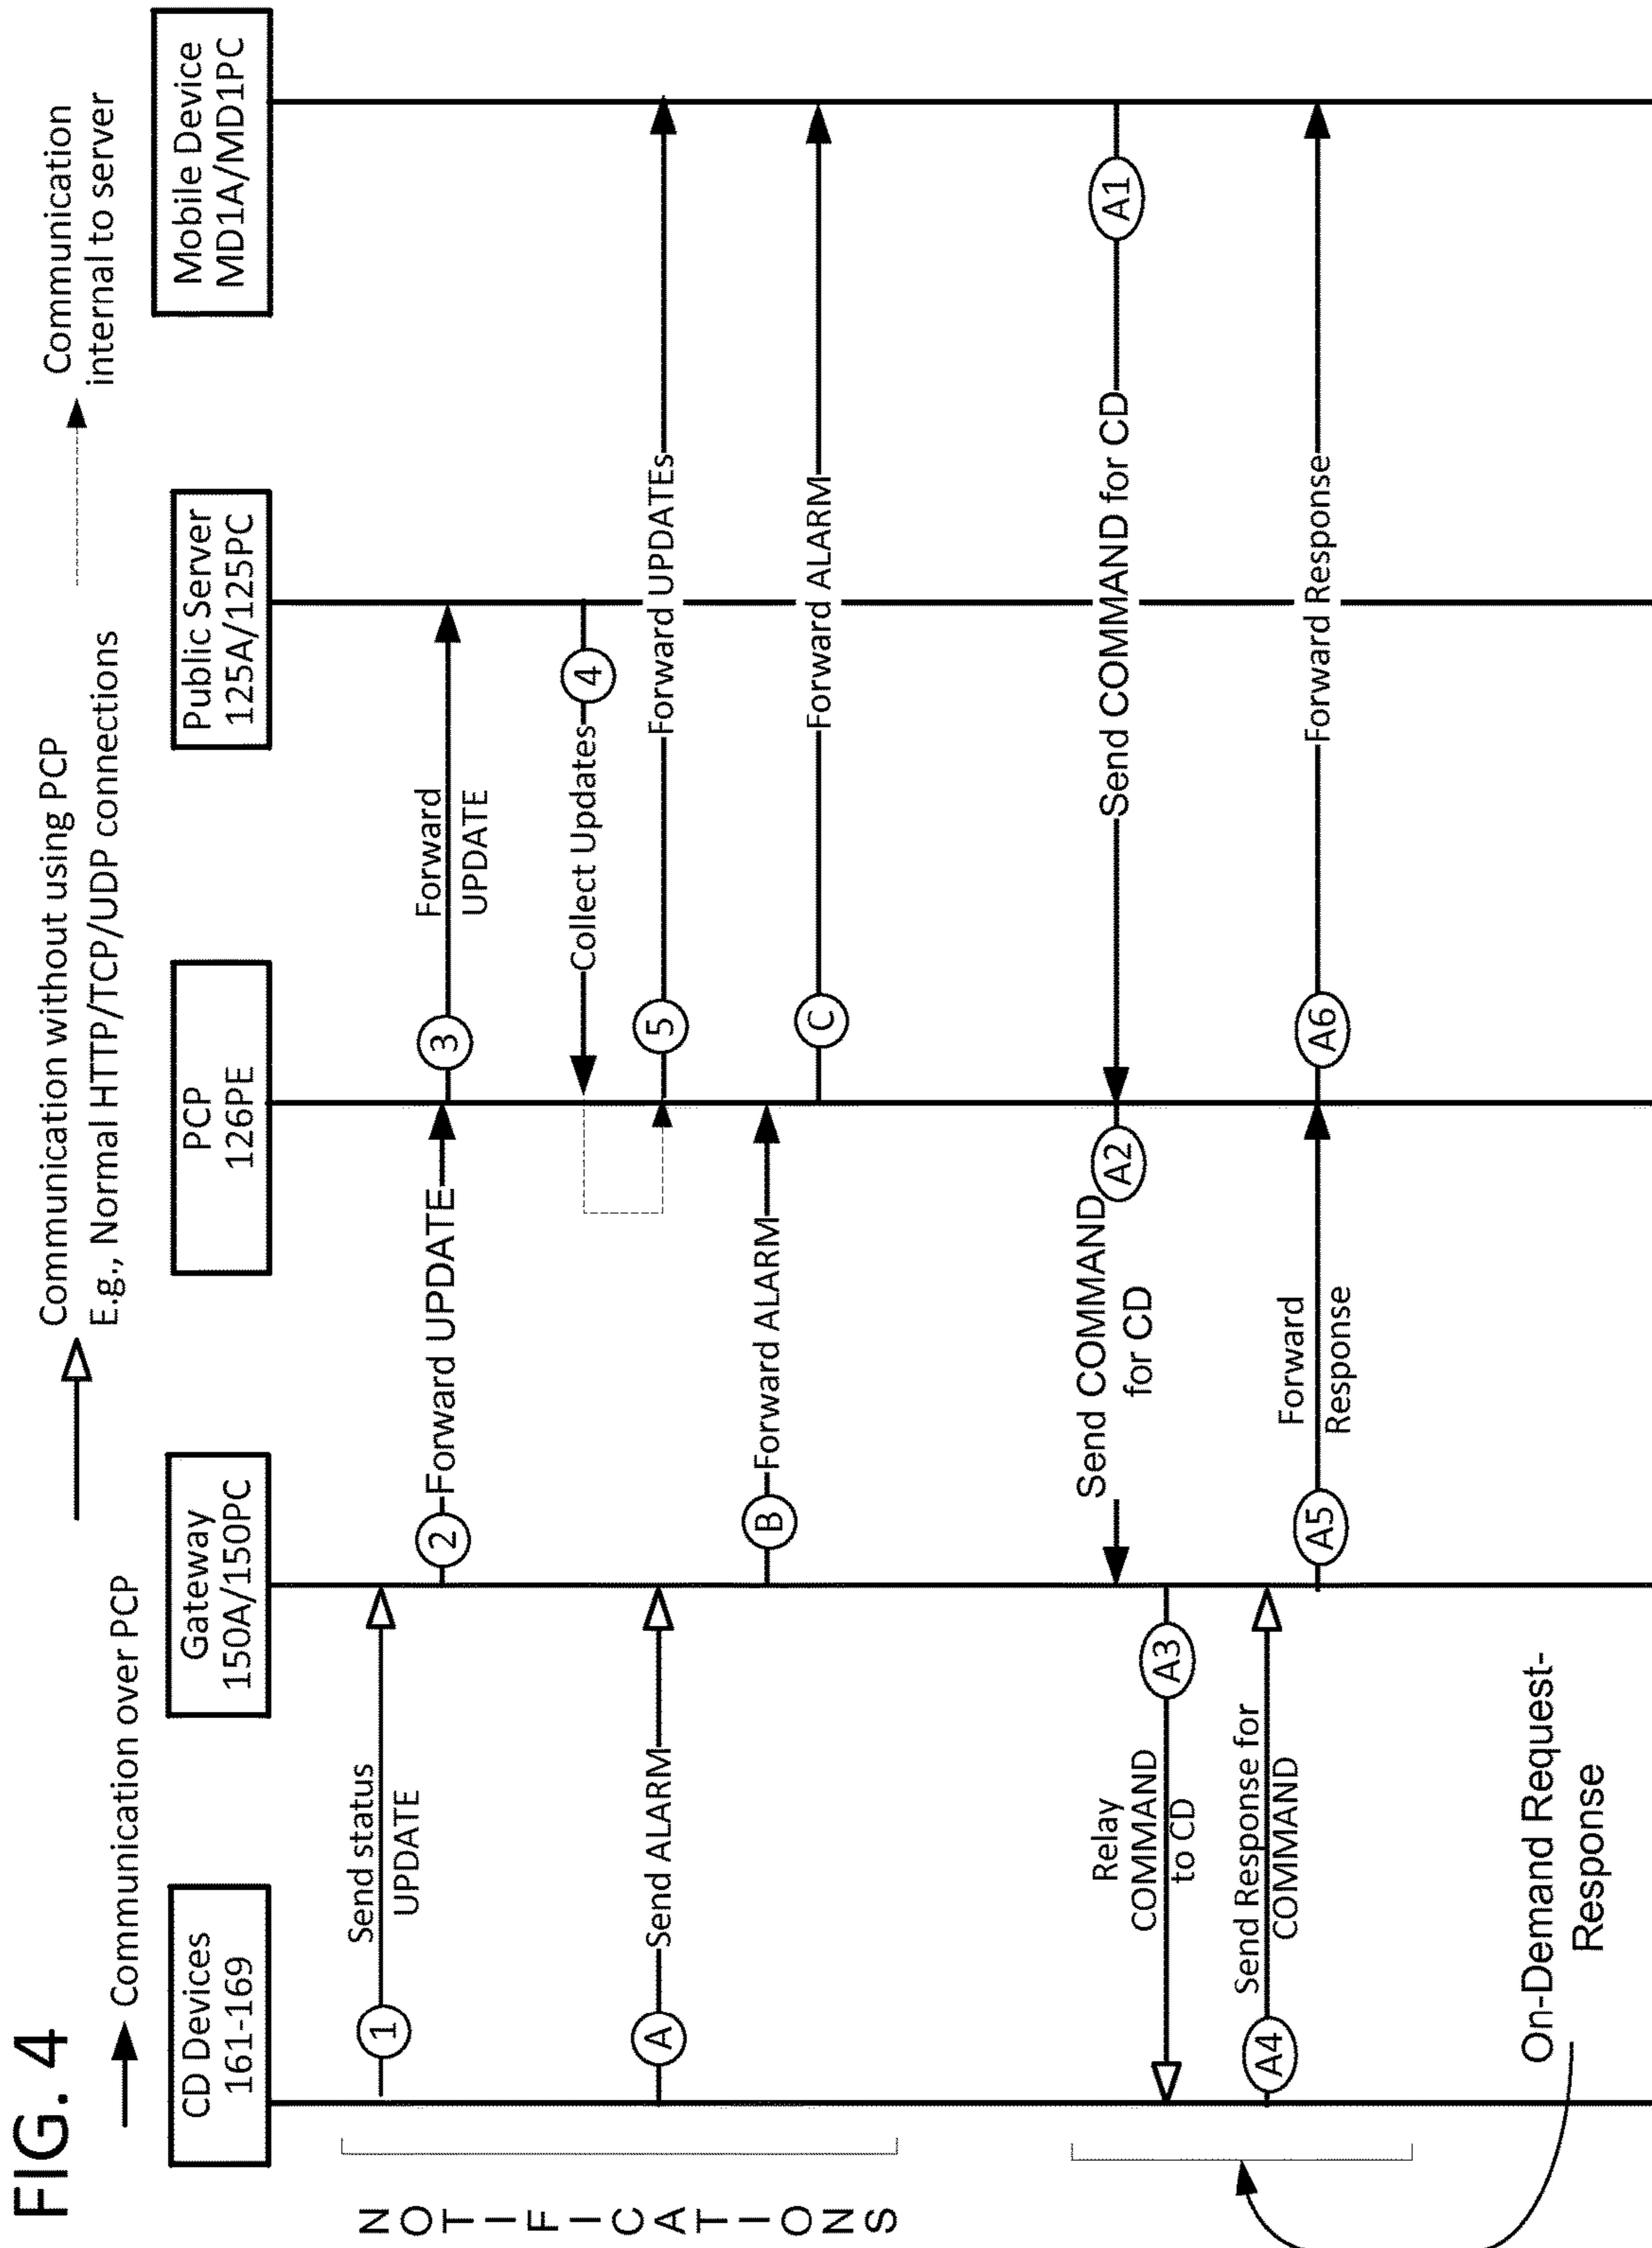 FIG. 4
Communication over PCP
Communication without using PCP
E.g., Normal HTTP/TCP/UDP connections
Communication
internal to server
CD Devices
161-169
Gateway
150A/150PC
PCP
126PE
Public Server
125A/125PC
Mobile Device
MD1A/MD1PC
NOTIFICATIONS
1
Send status
UPDATE
2
Forward UPDATE
3
Forward
UPDATE
4
Collect Updates
5
Forward UPDATEs
A
Send ALARM
B
Forward ALARM
C
Forward ALARM
A1
Send COMMAND for CD
A2
Send COMMAND
for CD
A3
Relay
COMMAND
to CD
A4
Send Response for
COMMAND
A5
Forward
Response
A6
Forward Response
On-Demand Request-
Response